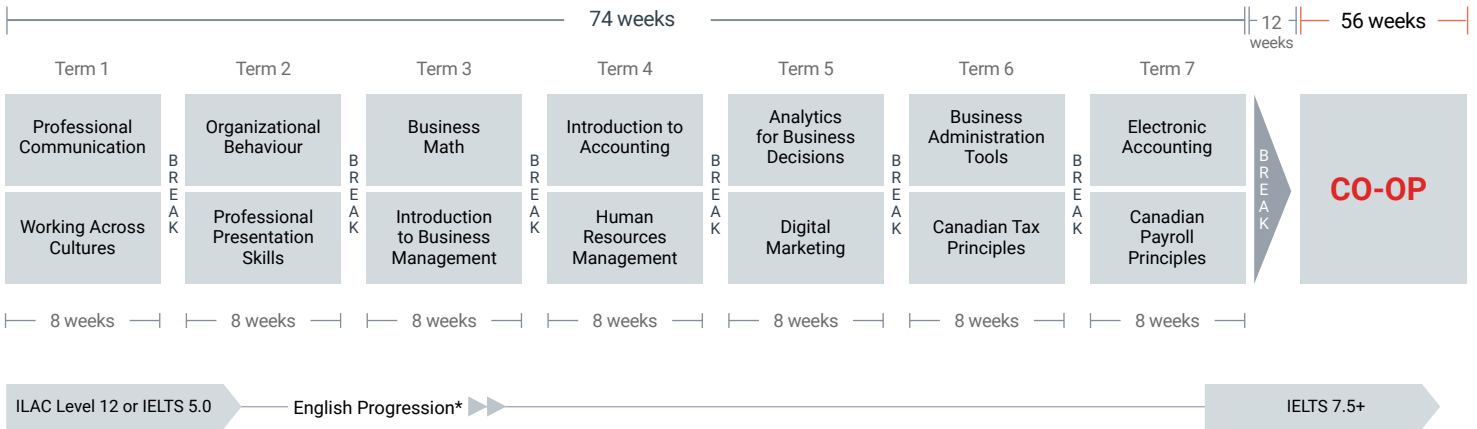 74 weeks
12
weeks
56 weeks
Term 1
Term 2
Term 3
Term 4
Term 5
Term 6
Term 7
Professional
Communication
Organizational
Behaviour
Business
Math
Introduction to
Accounting
Analytics
for Business
Decisions
Business
Administration
Tools
Electronic
Accounting
BREAK
BREAK
BREAK
BREAK
BREAK
BREAK
BREAK
CO-OP
Working Across
Cultures
Professional
Presentation
Skills
Introduction
to Business
Management
Human
Resources
Management
Digital
Marketing
Canadian Tax
Principles
Canadian
Payroll
Principles
8 weeks
8 weeks
8 weeks
8 weeks
8 weeks
8 weeks
8 weeks
ILAC Level 12 or IELTS 5.0
English Progression*
IELTS 7.5+